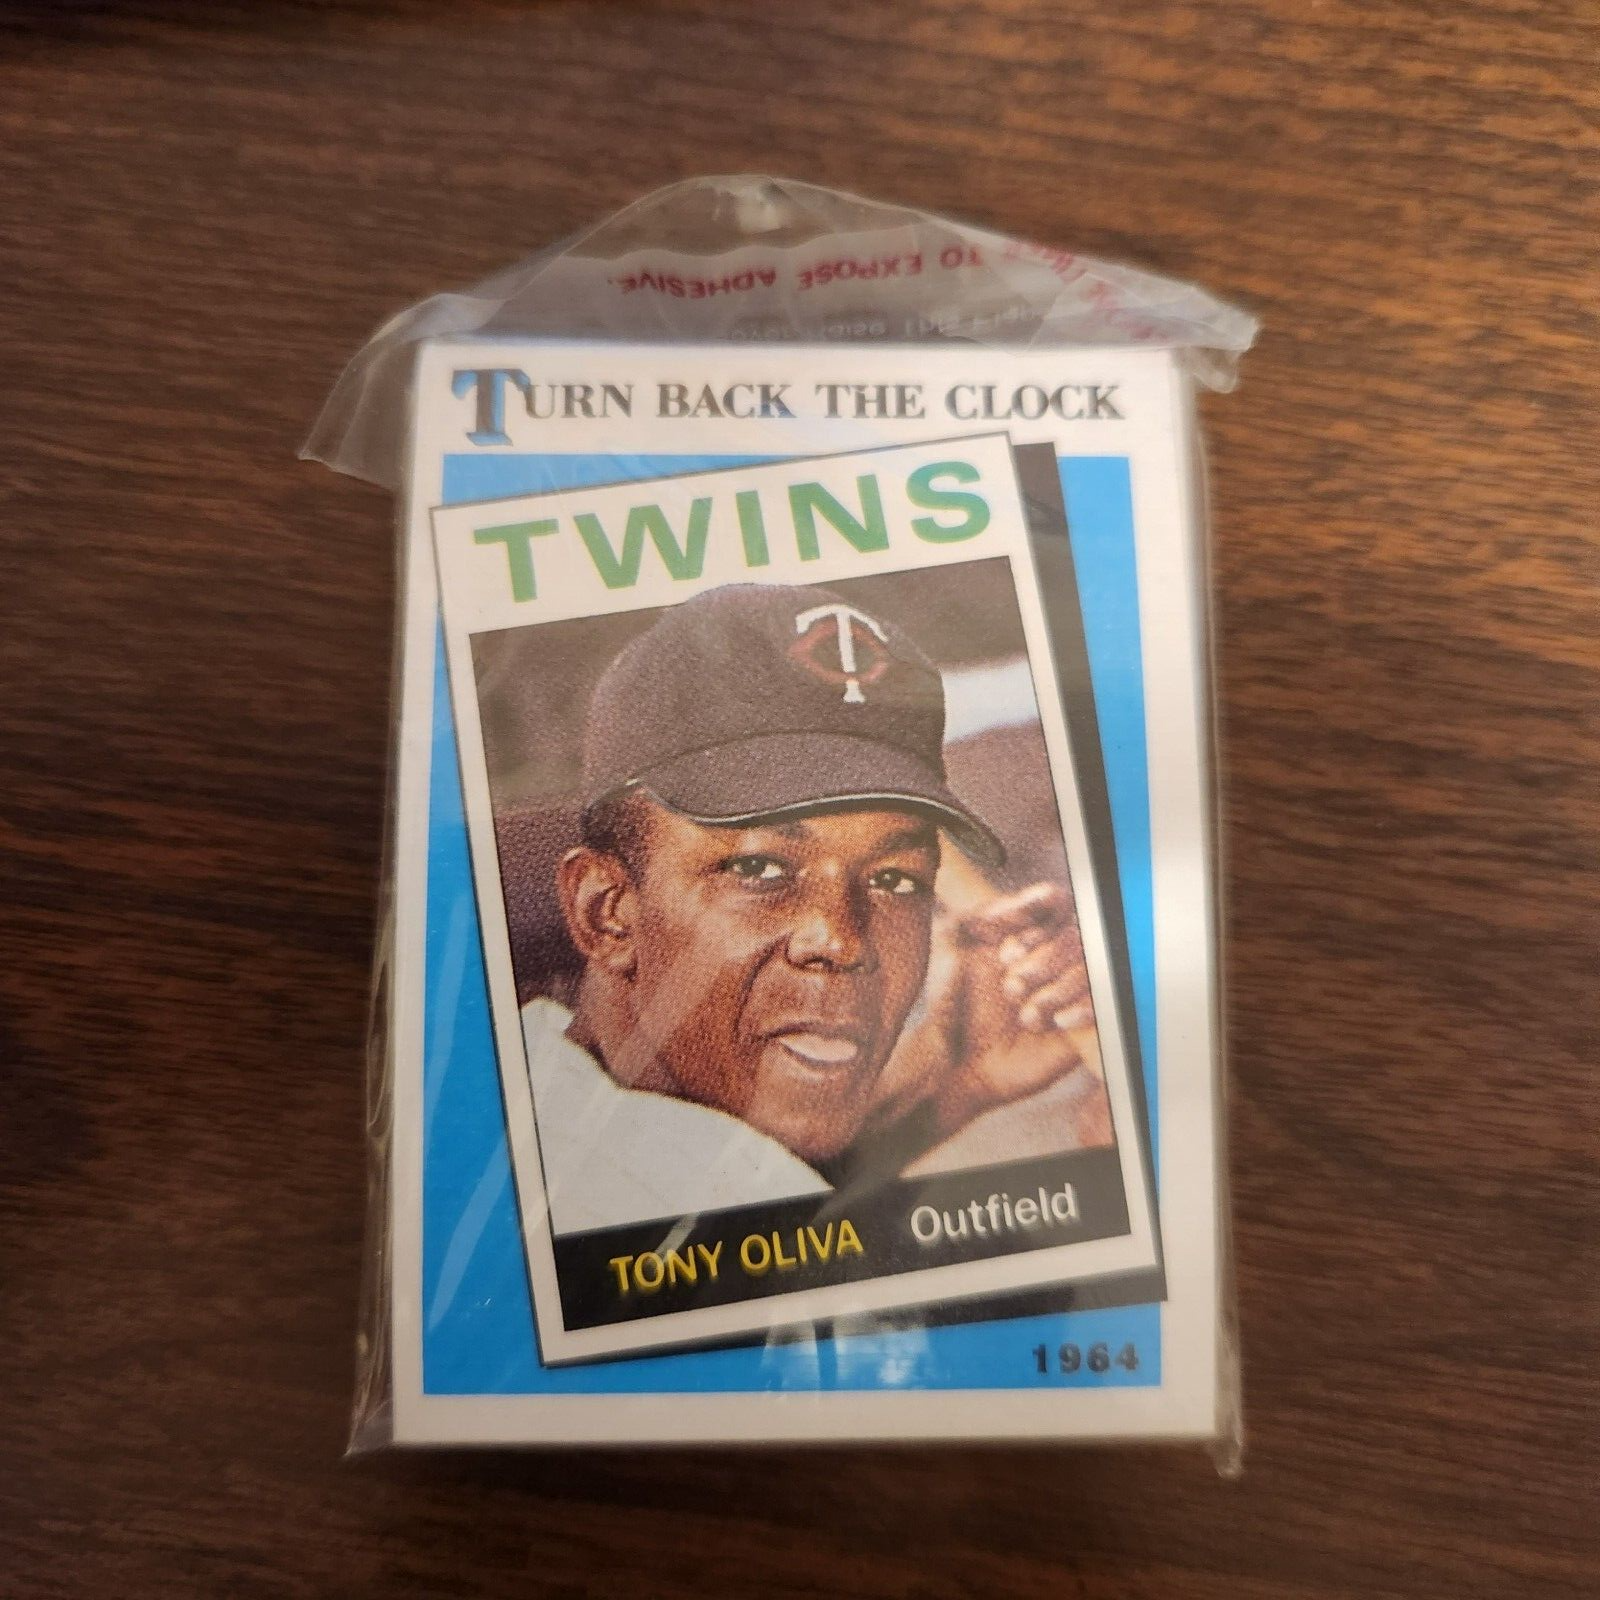 TO EXPOSE ADHESIVE.
TURN BACK THE CLOCK
TWINS
T
C
TONY OLIVA Outfield
1964